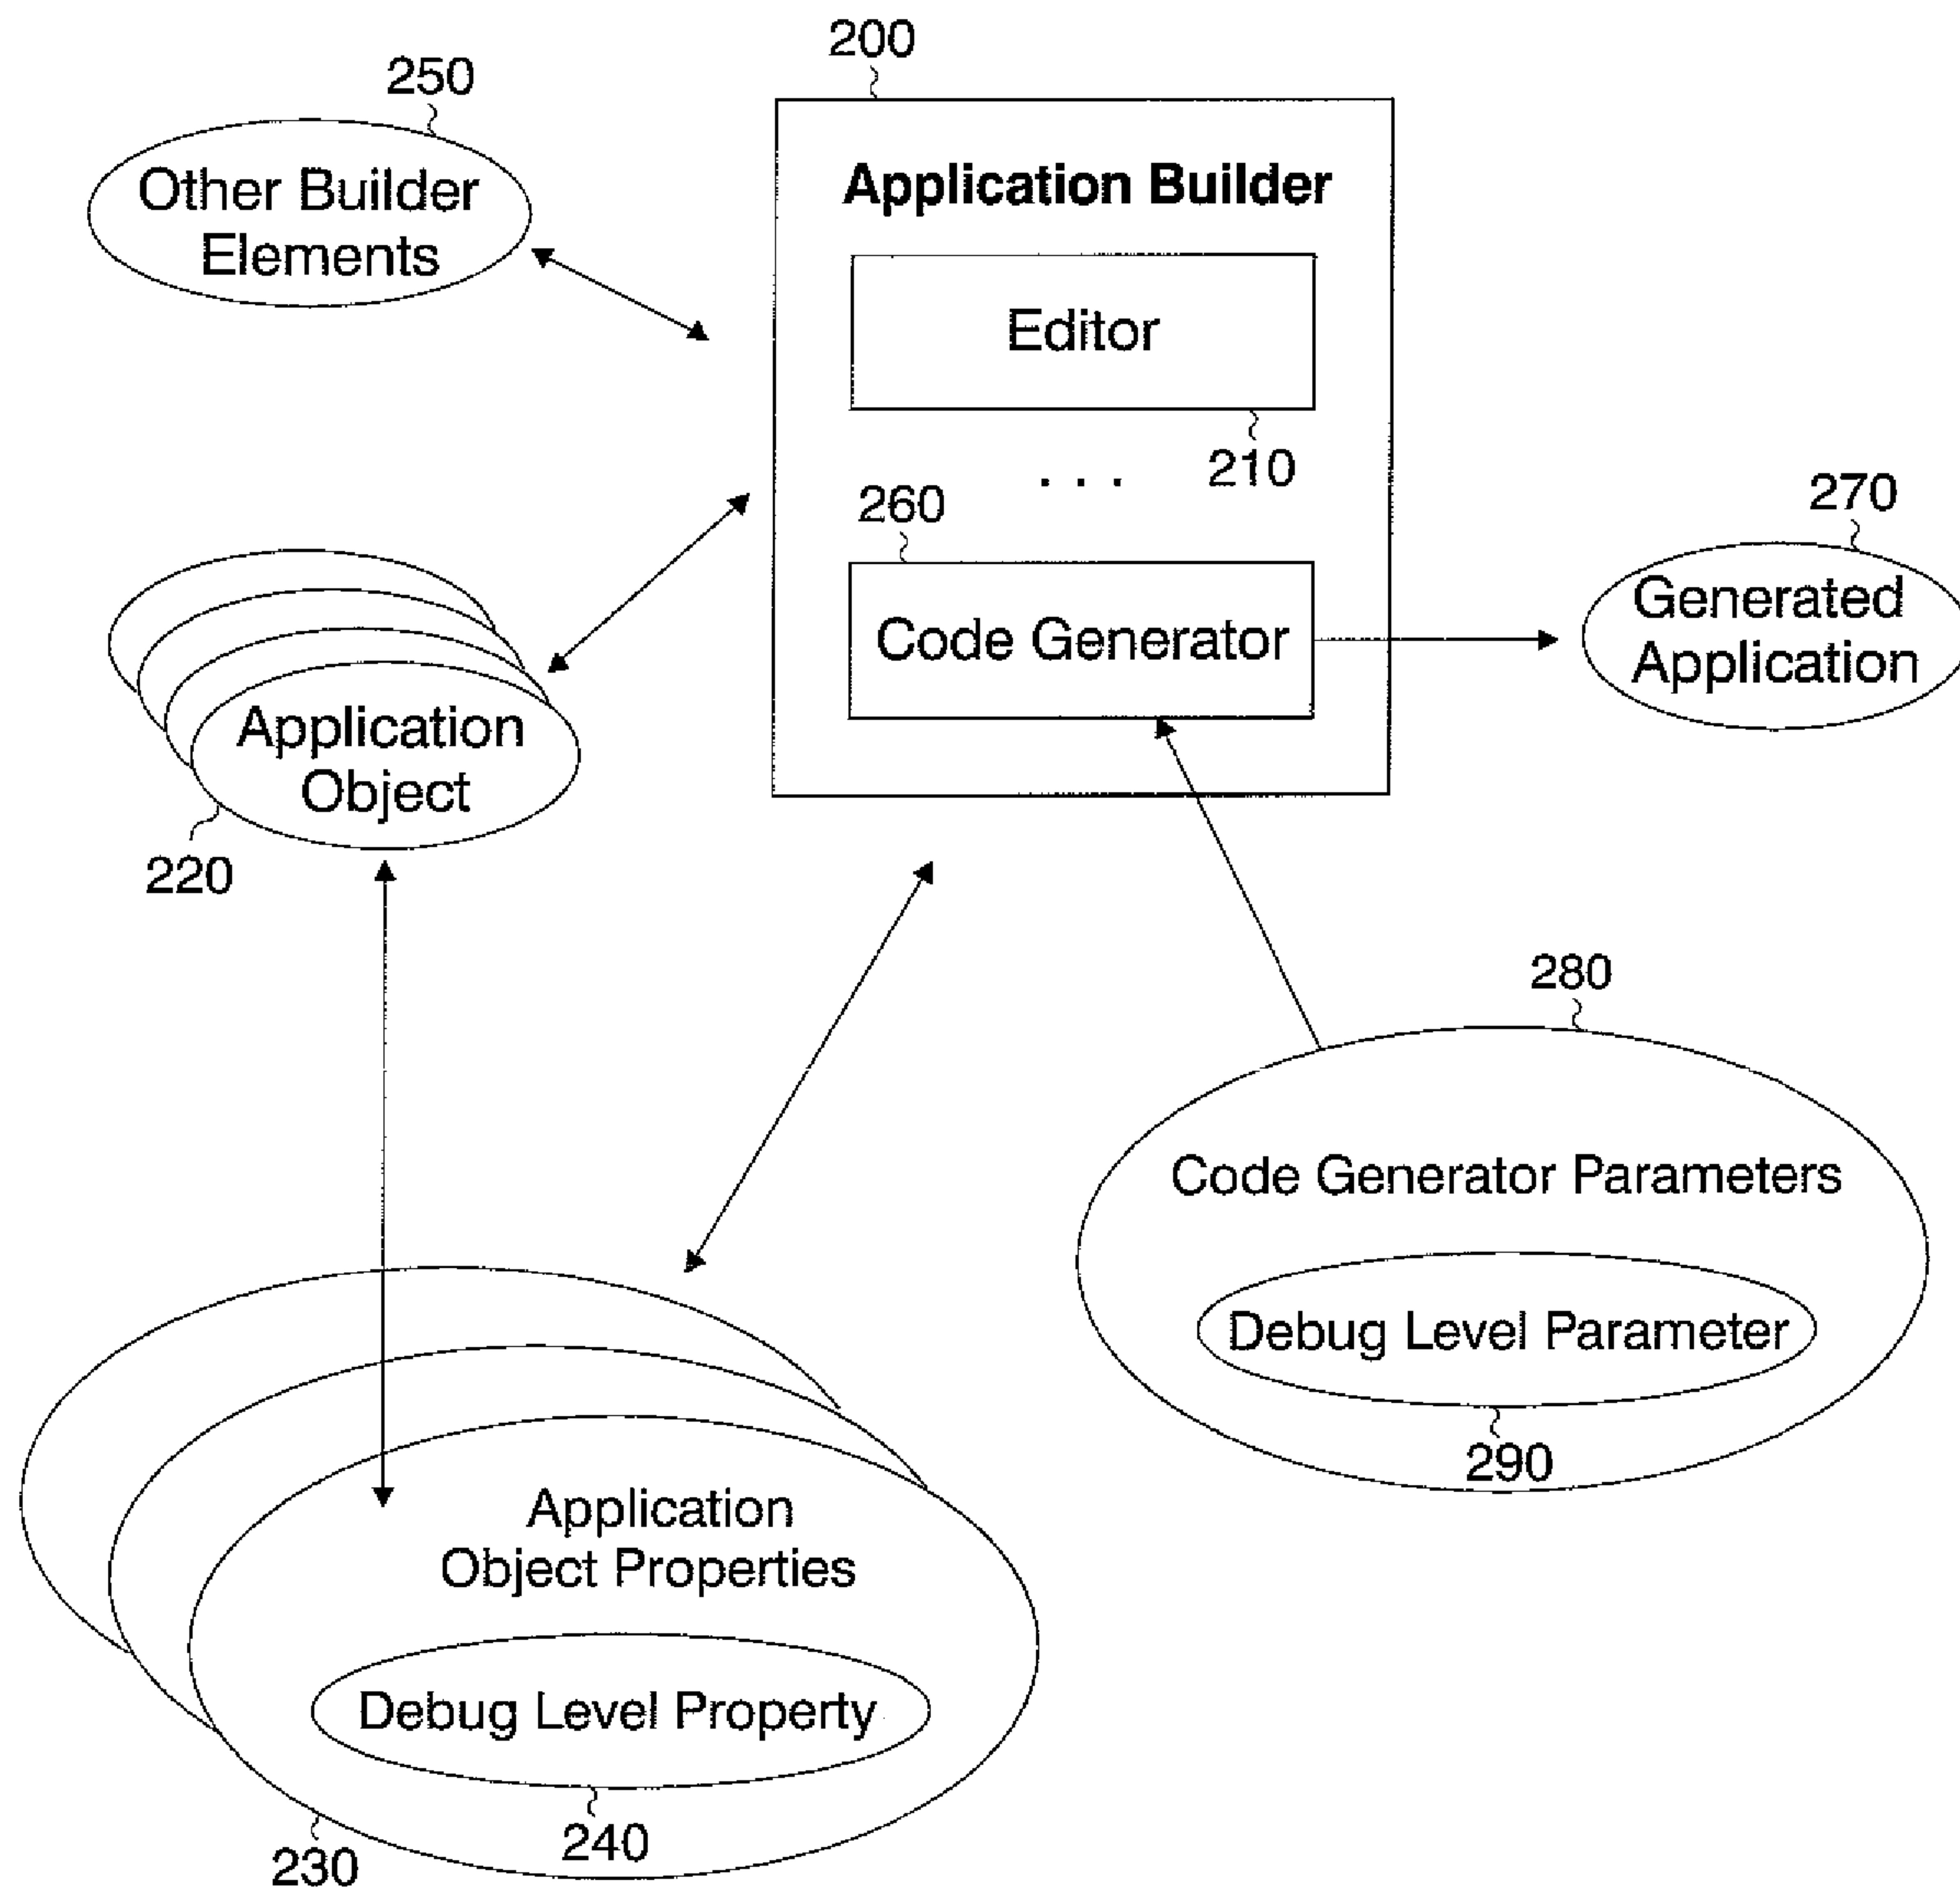 200
250
Other Builder
Elements
Application Builder
Editor
210
. . .
260
Code Generator
270
Generated
Application
Application
Object
220
280
Code Generator Parameters
Debug Level Parameter
290
Application
Object Properties
Debug Level Property
240
230